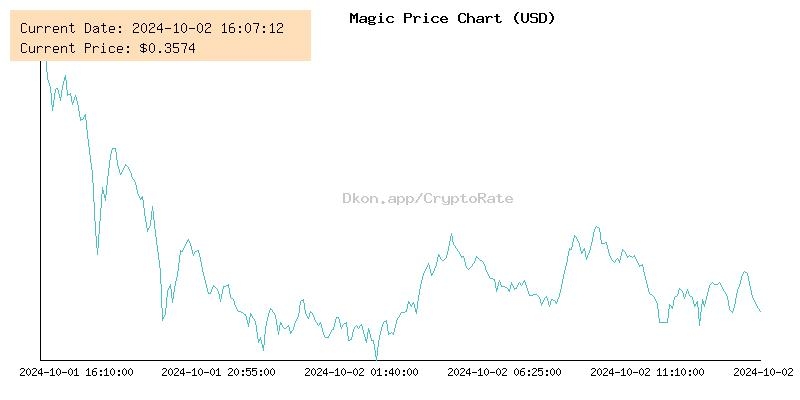 Magic Price Chart (USD)
Current Date: 2024-10-02 16:07:12
Current Price: $0.3574
Dkon.app/CryptoRate
2024-10-01 16:10:00 2024-10-01 20:55:00 2024-10-02 01:40:00 2024-10-02 06:25:00 2024-10-02 11:10:00 2024-10-02